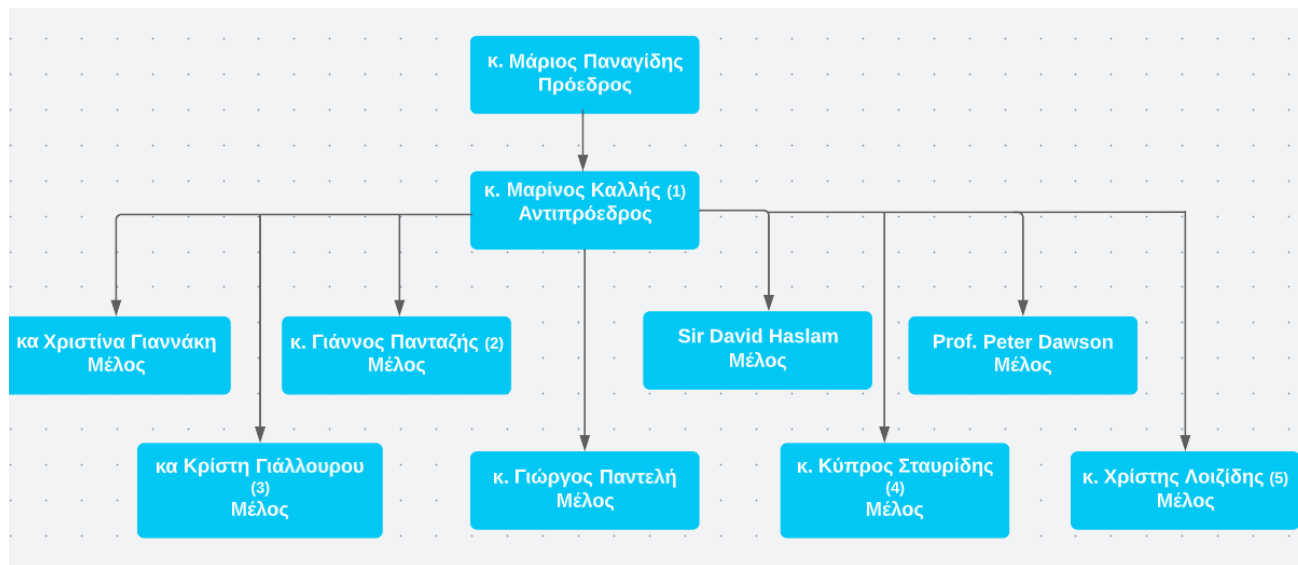 κ. Μάριος Παναγίδης
Πρόεδρος
κ. Μαρίνος Καλλής (1)
Αντιπρόεδρος
κα Χριστίνα Γιαννάκη
Μέλος
κ. Γιάννος Πανταζής (2)
Μέλος
Sir David Haslam
Μέλος
Prof. Peter Dawson
Μέλος
κα Κρίστη Γιάλλουρου
(3)
Μέλος
κ. Γιώργος Παντελή
Μέλος
κ. Κύπρος Σταυρίδης
(4)
Μέλος
κ. Χρίστης Λοιζίδης (5)
Μέλος